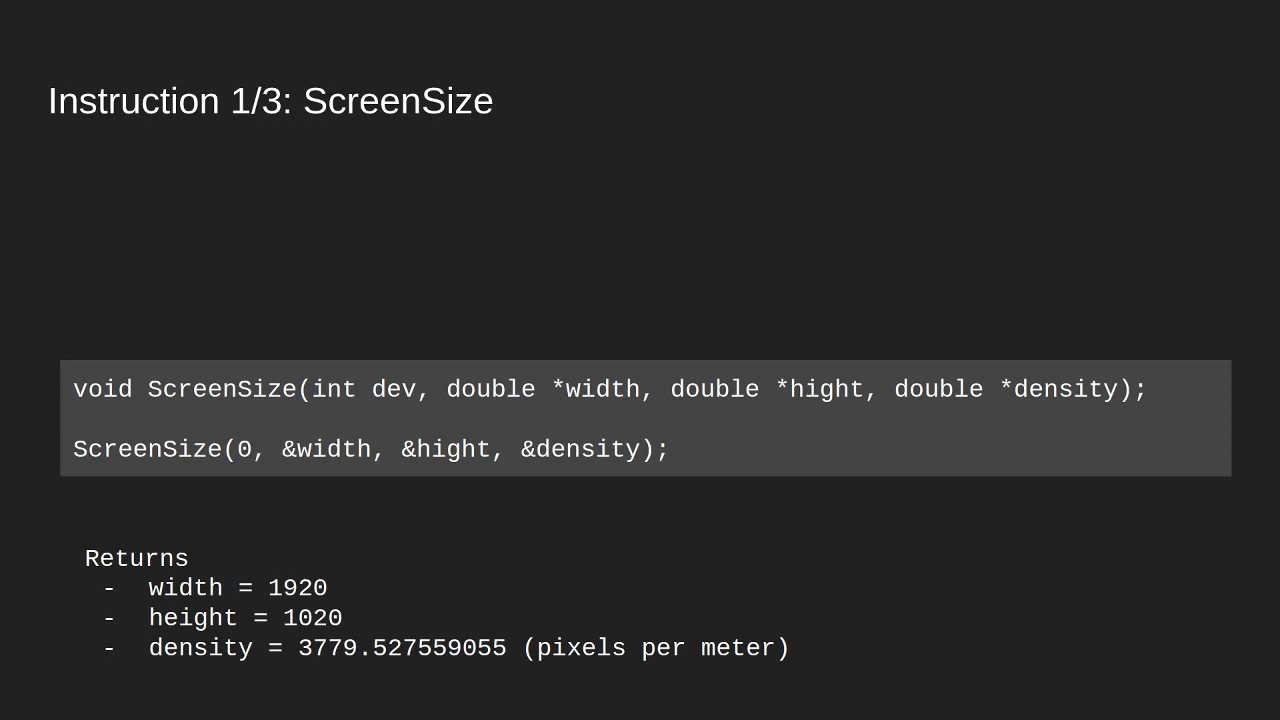 Instruction 1/3: ScreenSize
void ScreenSize(int dev, double *width, double *hight, double *density);
ScreenSize(0, &width, &hight, &density);
Returns
- width = 1920
- height = 1020
- density = 3779.527559055 (pixels per meter)